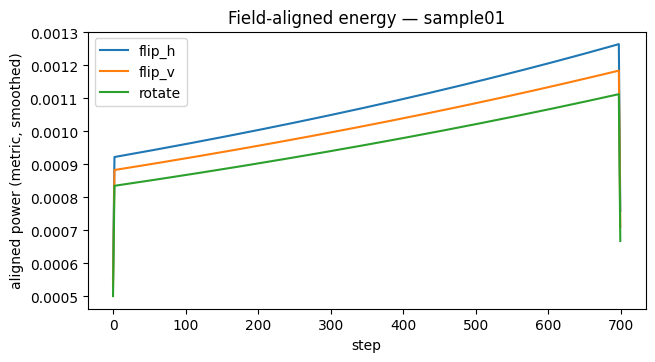 Field-aligned energy — sample01
aligned power (metric, smoothed)
0.0013
0.0012
0.0011
0.0010
0.0009
0.0008
0.0007
0.0006
0.0005
flip_h
flip_v
rotate
0 100 200 300 400 500 600 700
step